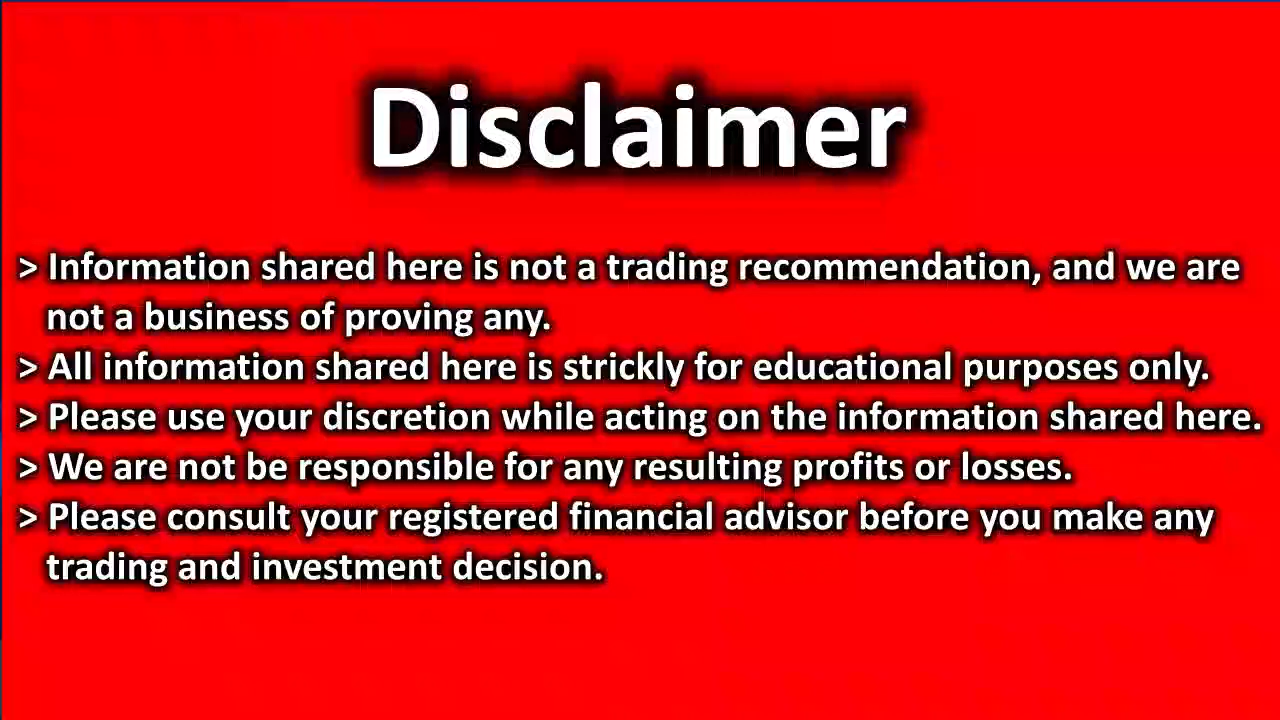 Disclaimer
> Information shared here is not a trading recommendation, and we are
not a business of proving any.
> All information shared here is strickly for educational purposes only.
> Please use your discretion while acting on the information shared here.
> We are not be responsible for any resulting profits or losses.
> Please consult your registered financial advisor before you make any
trading and investment decision.